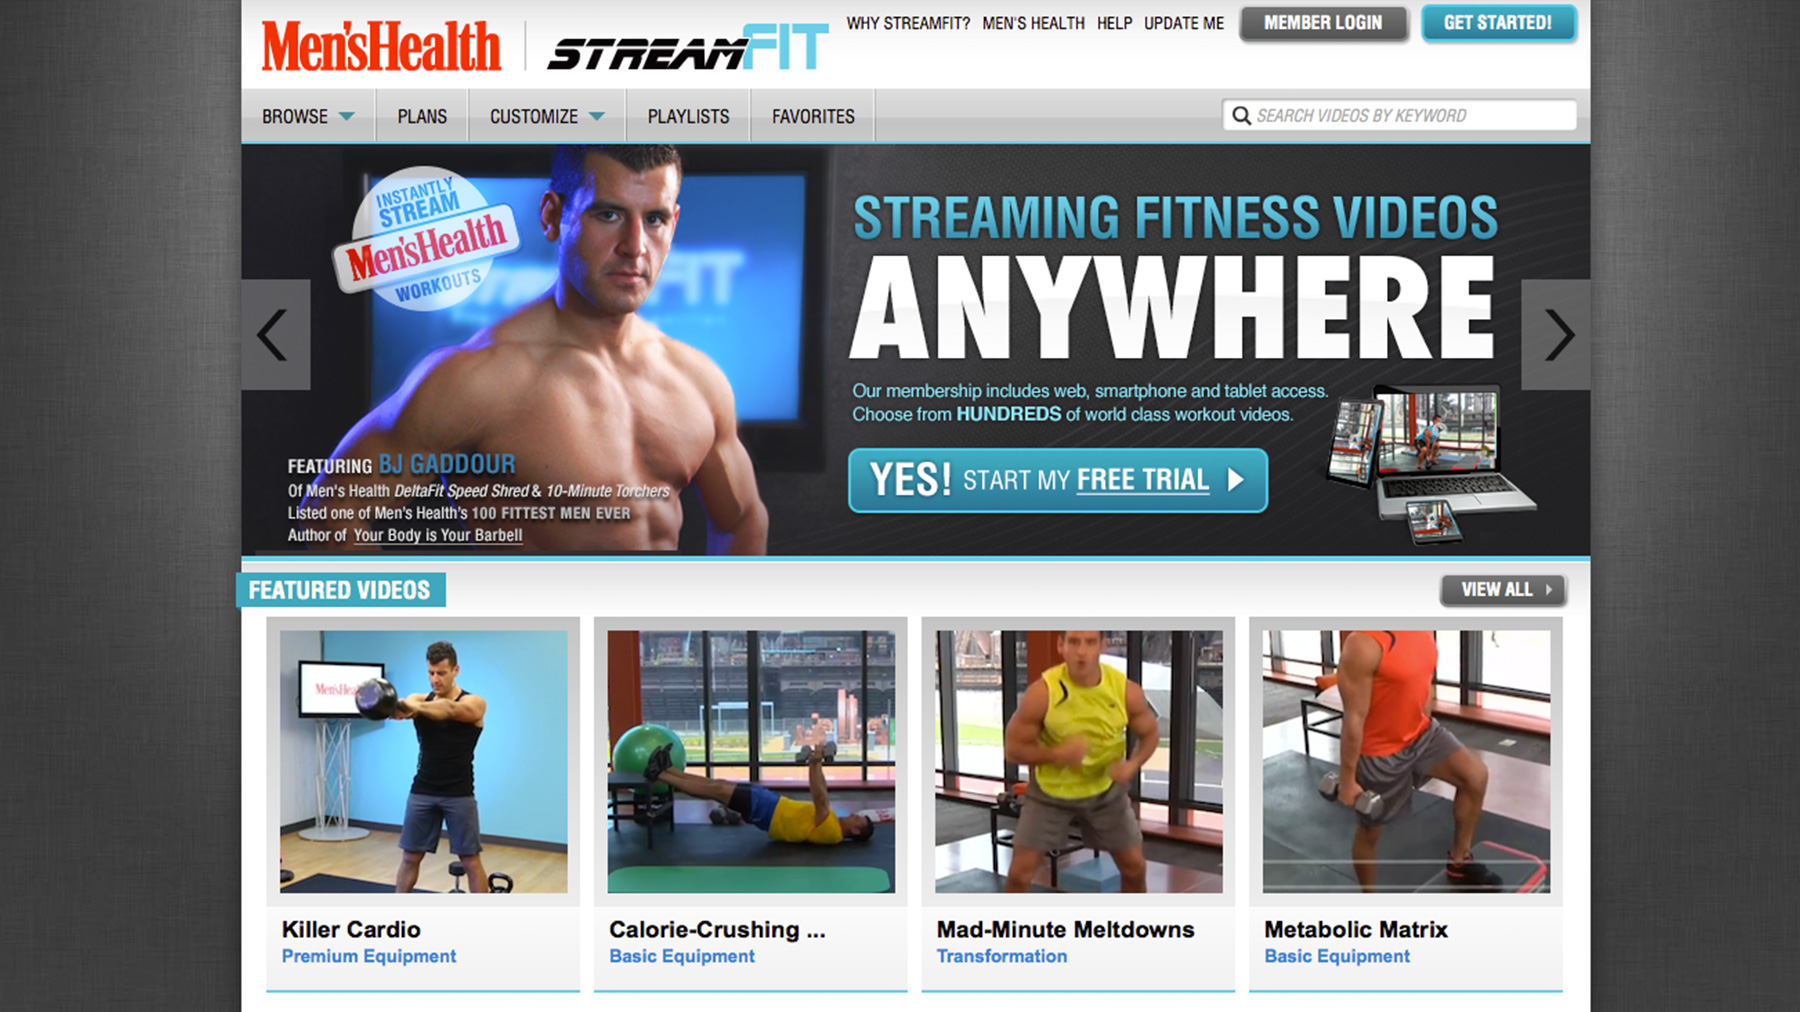 Men'sHealth
STREAMFIT
WHY STREAMFIT? MEN'S HEALTH HELP UPDATE ME
MEMBER LOGIN
GET STARTED!
BROWSE
PLANS
CUSTOMIZE
PLAYLISTS
FAVORITES
SEARCH VIDEOS BY KEYWORD
INSTANTLY
STREAM
Men'sHealth
WORKOUTS
FIT
STREAMING FITNESS VIDEOS
ANYWHERE
Our membership includes web, smartphone and tablet access.
Choose from HUNDREDS of world class workout videos.
YES! START MY FREE TRIAL
FEATURING BJ GADDOUR
Of Men's Health DeltaFit Speed Shred & 10-Minute Torchers
Listed one of Men's Health's 100 FITTEST MEN EVER
Author of Your Body is Your Barbell
FEATURED VIDEOS
VIEW ALL
Killer Cardio
Premium Equipment
Calorie-Crushing ...
Basic Equipment
Mad-Minute Meltdowns
Transformation
Metabolic Matrix
Basic Equipment